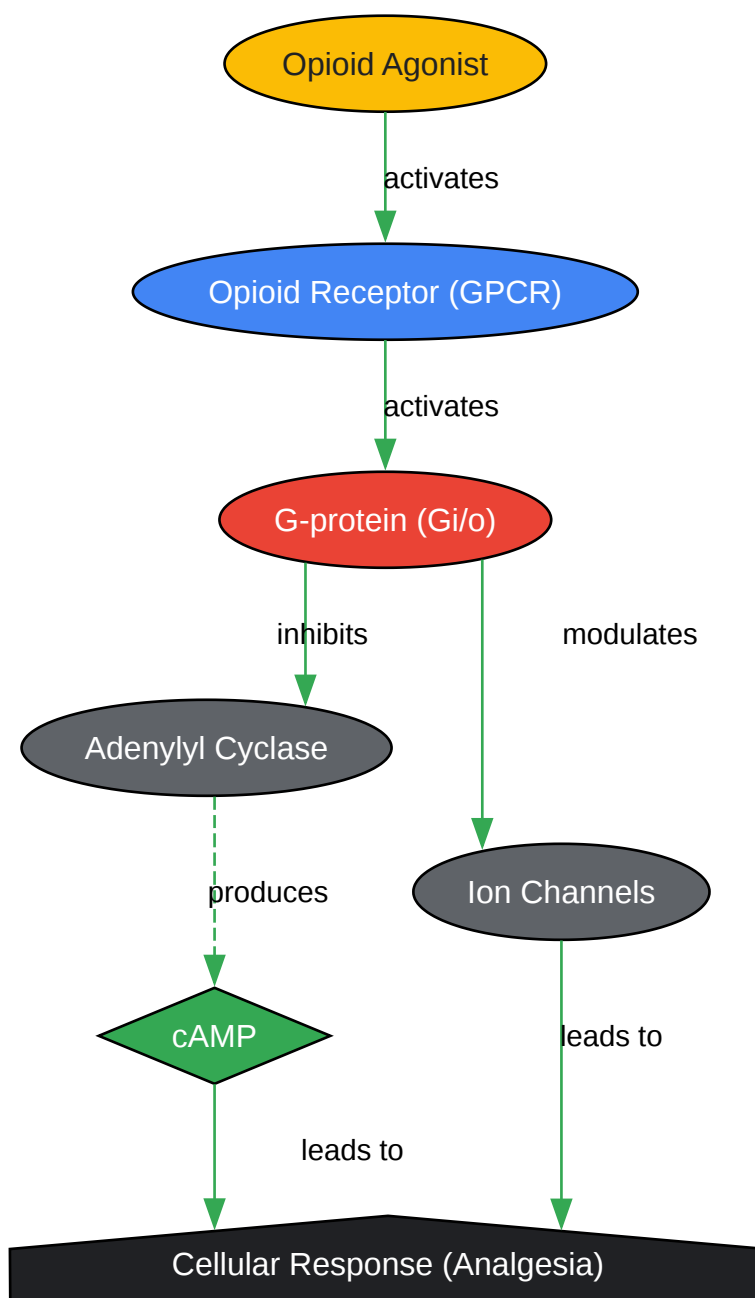 Opioid Agonist
activates
Opioid Receptor (GPCR)
activates
G-protein (Gi/o)
inhibits
modulates
Adenylyl Cyclase
produces
Ion Channels
cAMP
leads to
leads to
Cellular Response (Analgesia)